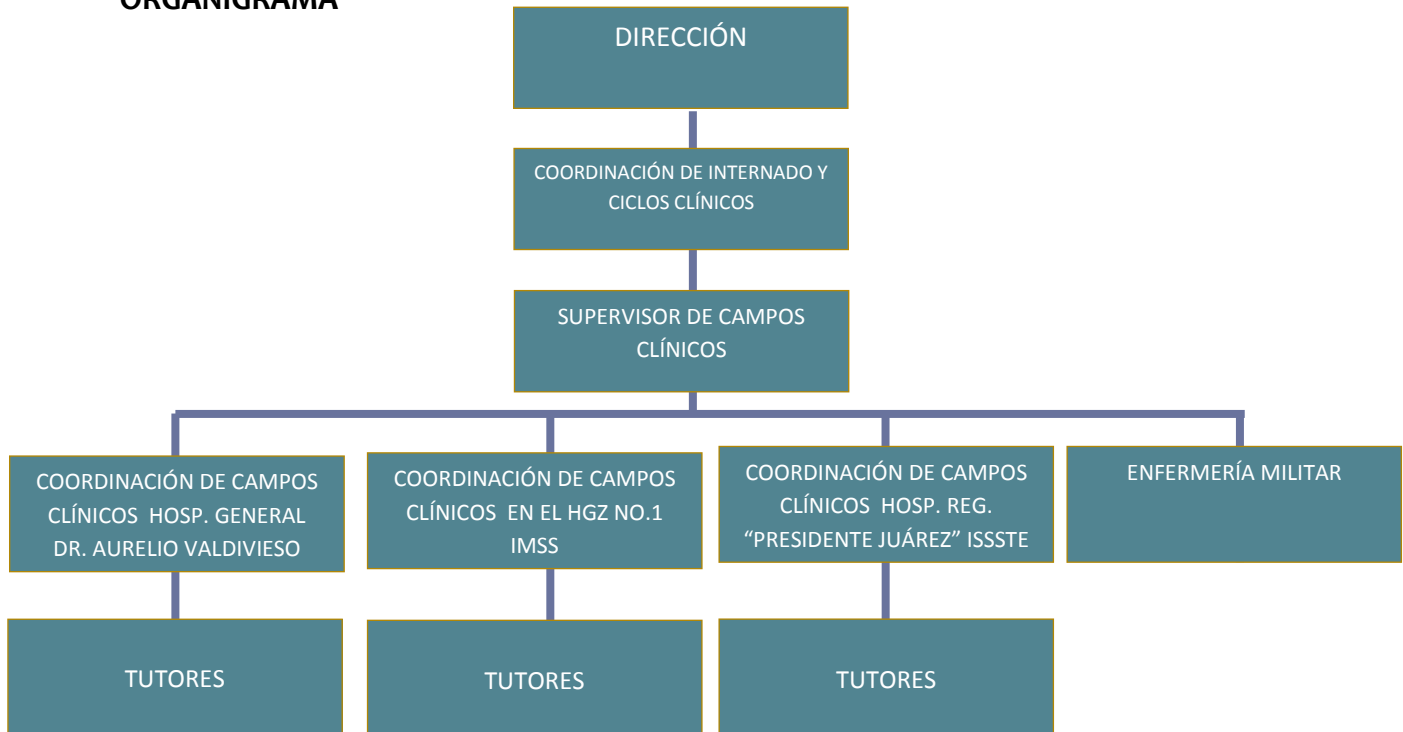 ORGANIGRAMA
DIRECCIÓN
COORDINACIÓN DE INTERNADO Y
CICLOS CLÍNICOS
SUPERVISOR DE CAMPOS
CLÍNICOS
COORDINACIÓN DE CAMPOS
CLÍNICOS HOSP. GENERAL
DR. AURELIO VALDIVIESO
COORDINACIÓN DE CAMPOS
CLÍNICOS EN EL HGZ NO.1
IMSS
COORDINACIÓN DE CAMPOS
CLÍNICOS HOSP. REG.
“PRESIDENTE JUÁREZ” ISSSTE
ENFERMERÍA MILITAR
TUTORES
TUTORES
TUTORES